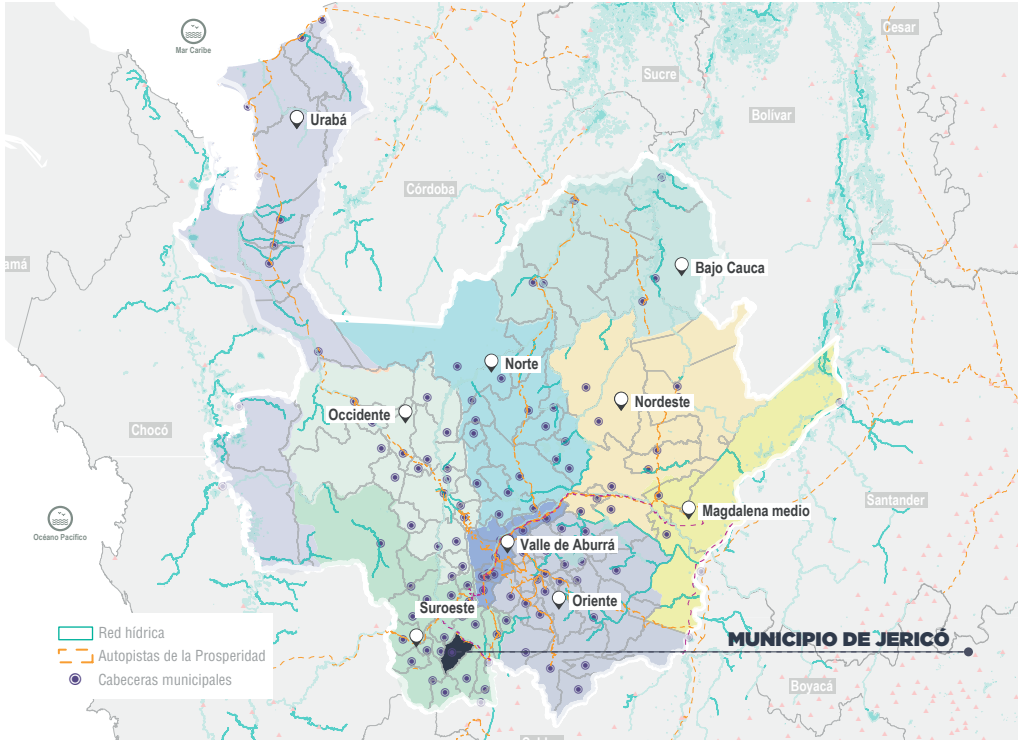 Mar Caribe
Cesar
Sucre
Bolívar
Urabá
Córdoba
amá
Bajo Cauca
Norte
Nordeste
Occidente
Chocó
Santander
Magdalena medio
Océano Pacífico
Valle de Aburrá
Oriente
Suroeste
Red hídrica
MUNICIPIO DE JERICÓ
Autopistas de la Prosperidad
Cabeceras municipales
Boyacá